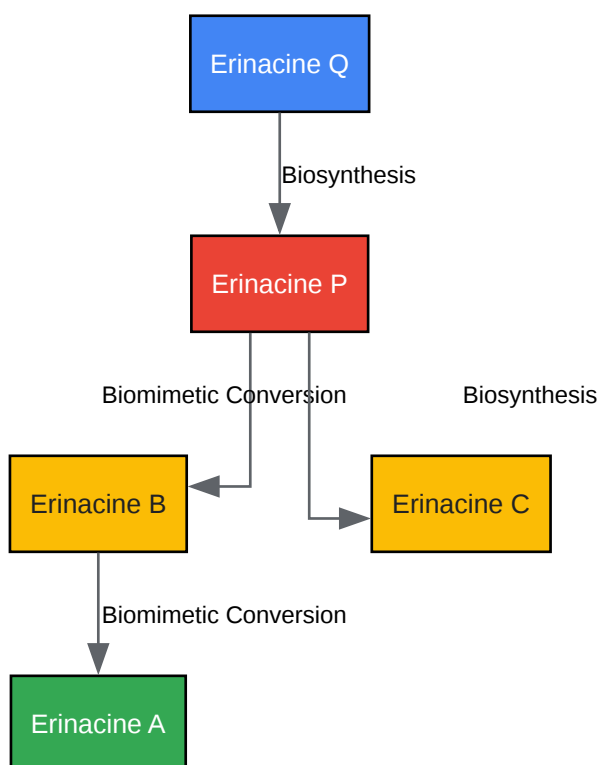 Erinacine Q
Biosynthesis
Erinacine P
Biomimetic Conversion
Biosynthesis
Erinacine B
Erinacine C
Biomimetic Conversion
Erinacine A